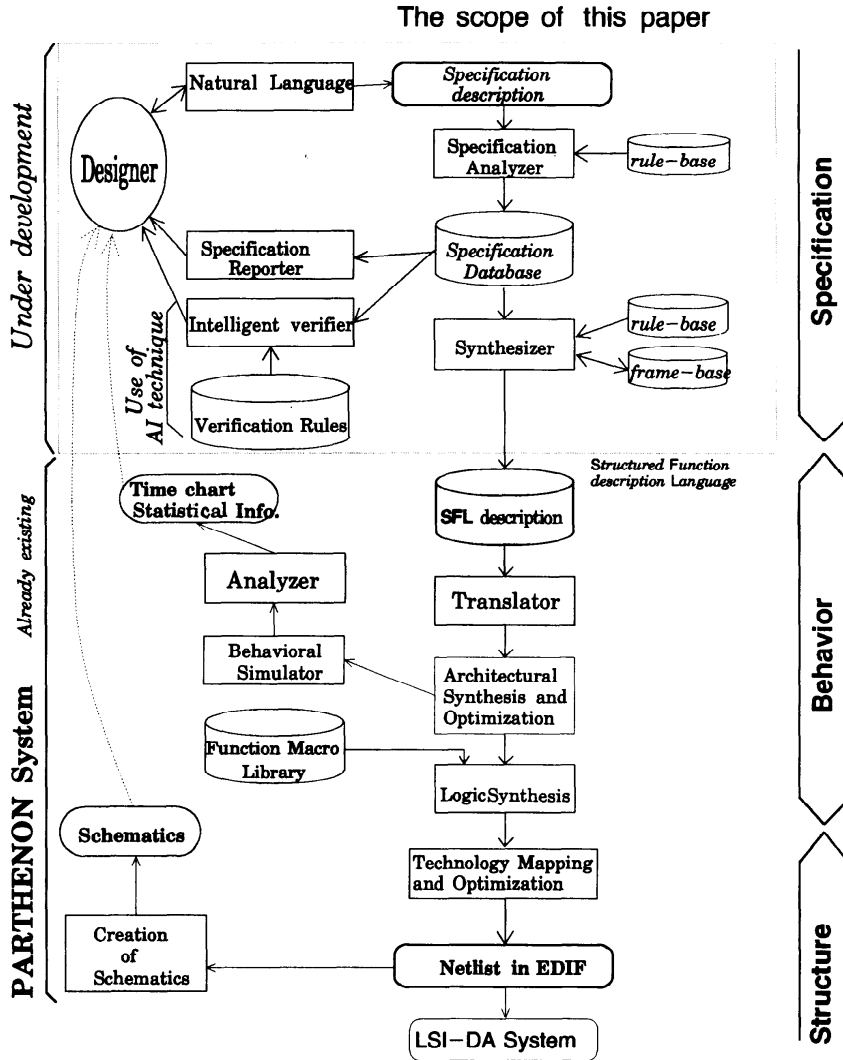 The scope of this paper
Natural Language
Specification
description
Designer
Specification
Analyzer
rule-base
Specification
Reporter
Specification
Database
Intelligent verifier
Synthesizer
rule-base
frame-base
Verification Rules
Use of
AI technique
Under development
Specification
Structured Function
description Language
Time chart
Statistical Info.
SFL description
Analyzer
Translator
Behavioral
Simulator
Architectural
Synthesis and
Optimization
Function Macro
Library
LogicSynthesis
Already existing
Behavior
PARTHENON System
Schematics
Technology Mapping
and Optimization
Creation
of
Schematics
Netlist in EDIF
LSI-DA System
Structure